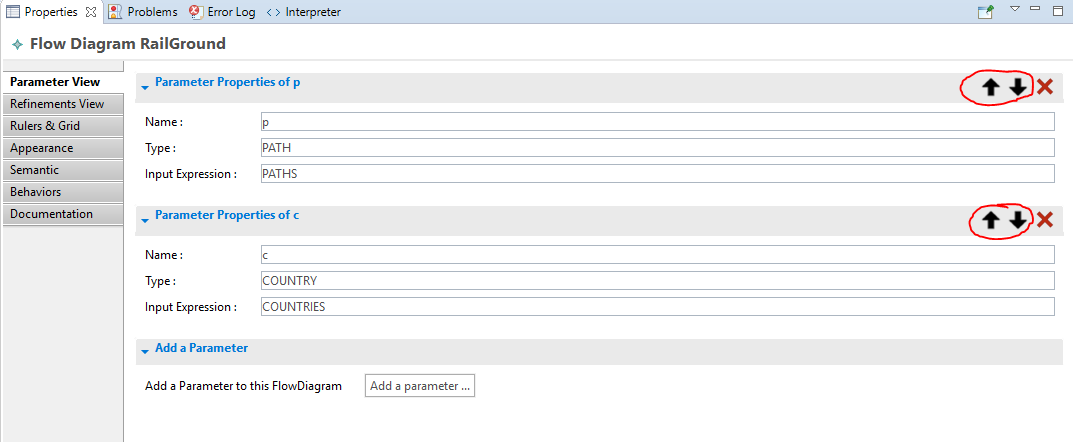 Properties Problems Error Log Interpreter
Flow Diagram RailGround
Parameter View
Refinements View
Rulers & Grid
Appearance
Semantic
Behaviors
Documentation
Parameter Properties of p
Name : p
Type : PATH
Input Expression : PATHS
Parameter Properties of c
Name : c
Type : COUNTRY
Input Expression : COUNTRIES
Add a Parameter
Add a Parameter to this FlowDiagram Add a parameter ...